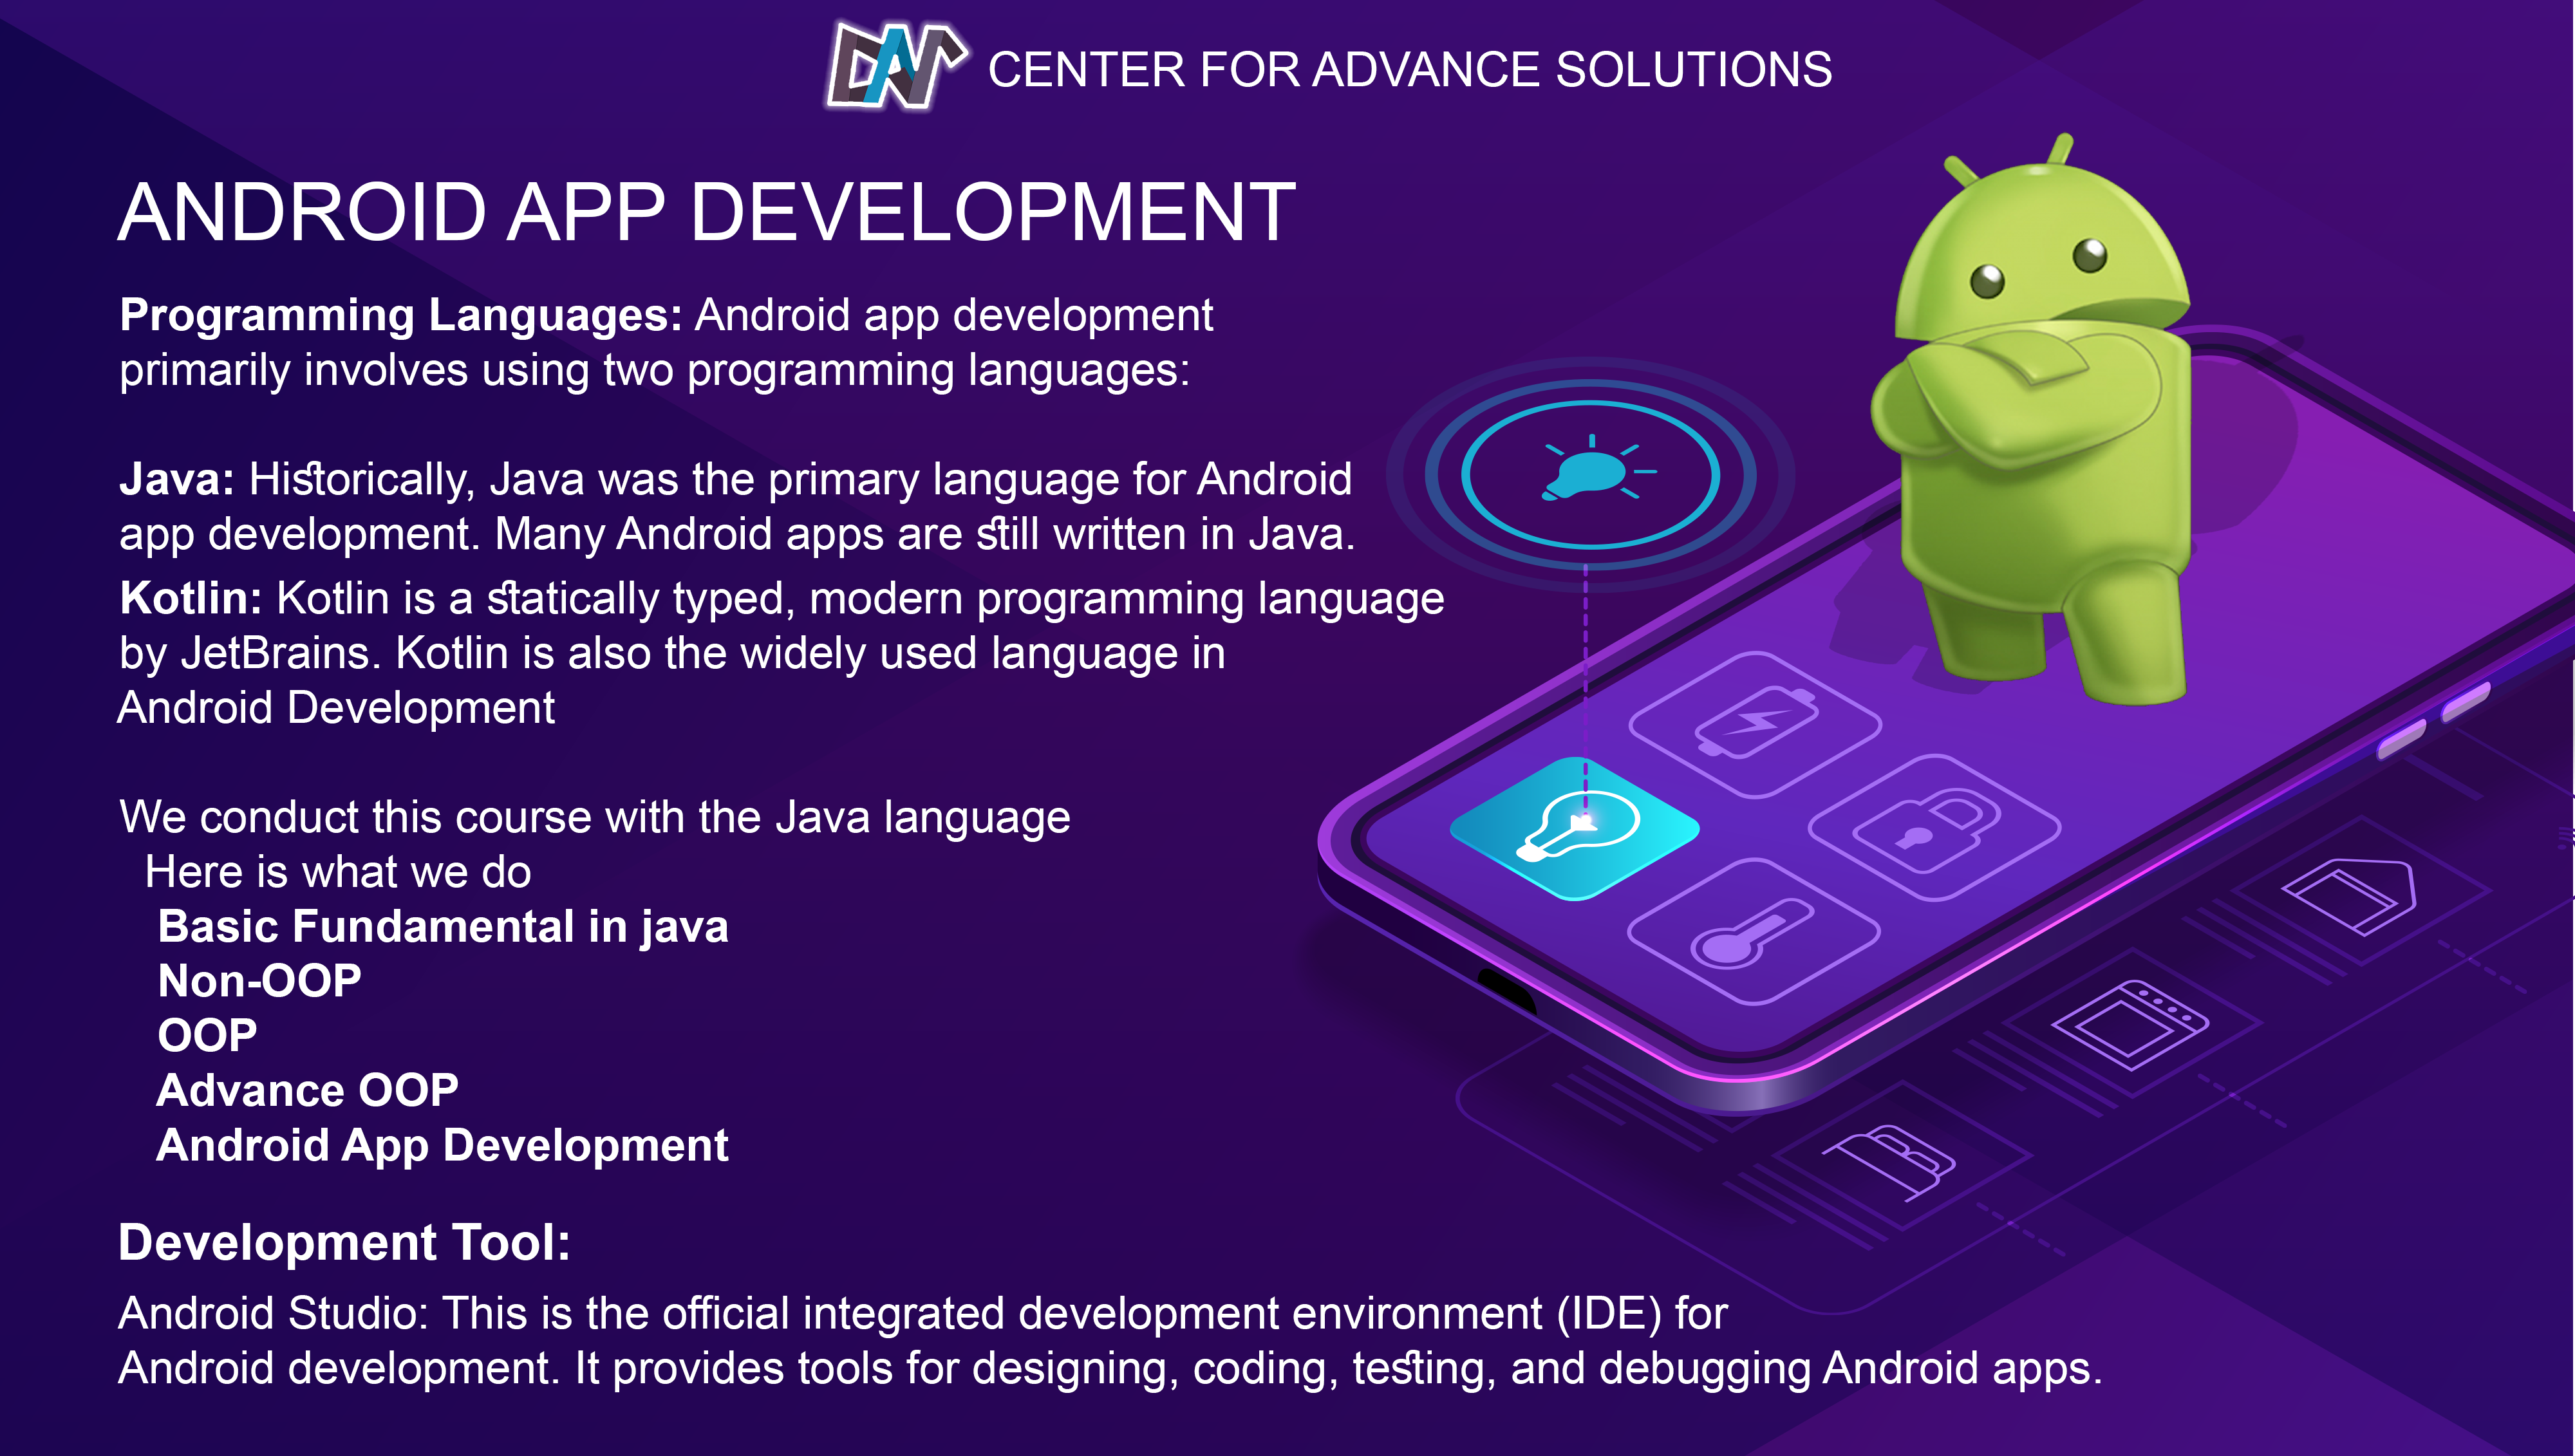 CENTER FOR ADVANCE SOLUTIONS
ANDROID APP DEVELOPMENT
Programming Languages: Android app development
primarily involves using two programming languages:
Java: Historically, Java was the primary language for Android
app development. Many Android apps are still written in Java.
Kotlin: Kotlin is a statically typed, modern programming language
by JetBrains. Kotlin is also the widely used language in
Android Development
We conduct this course with the Java language
Here is what we do
Basic Fundamental in java
Non-OOP
OOP
Advance OOP
Android App Development
Development Tool:
Android Studio: This is the official integrated development environment (IDE) for
Android development. It provides tools for designing, coding, testing, and debugging Android apps.